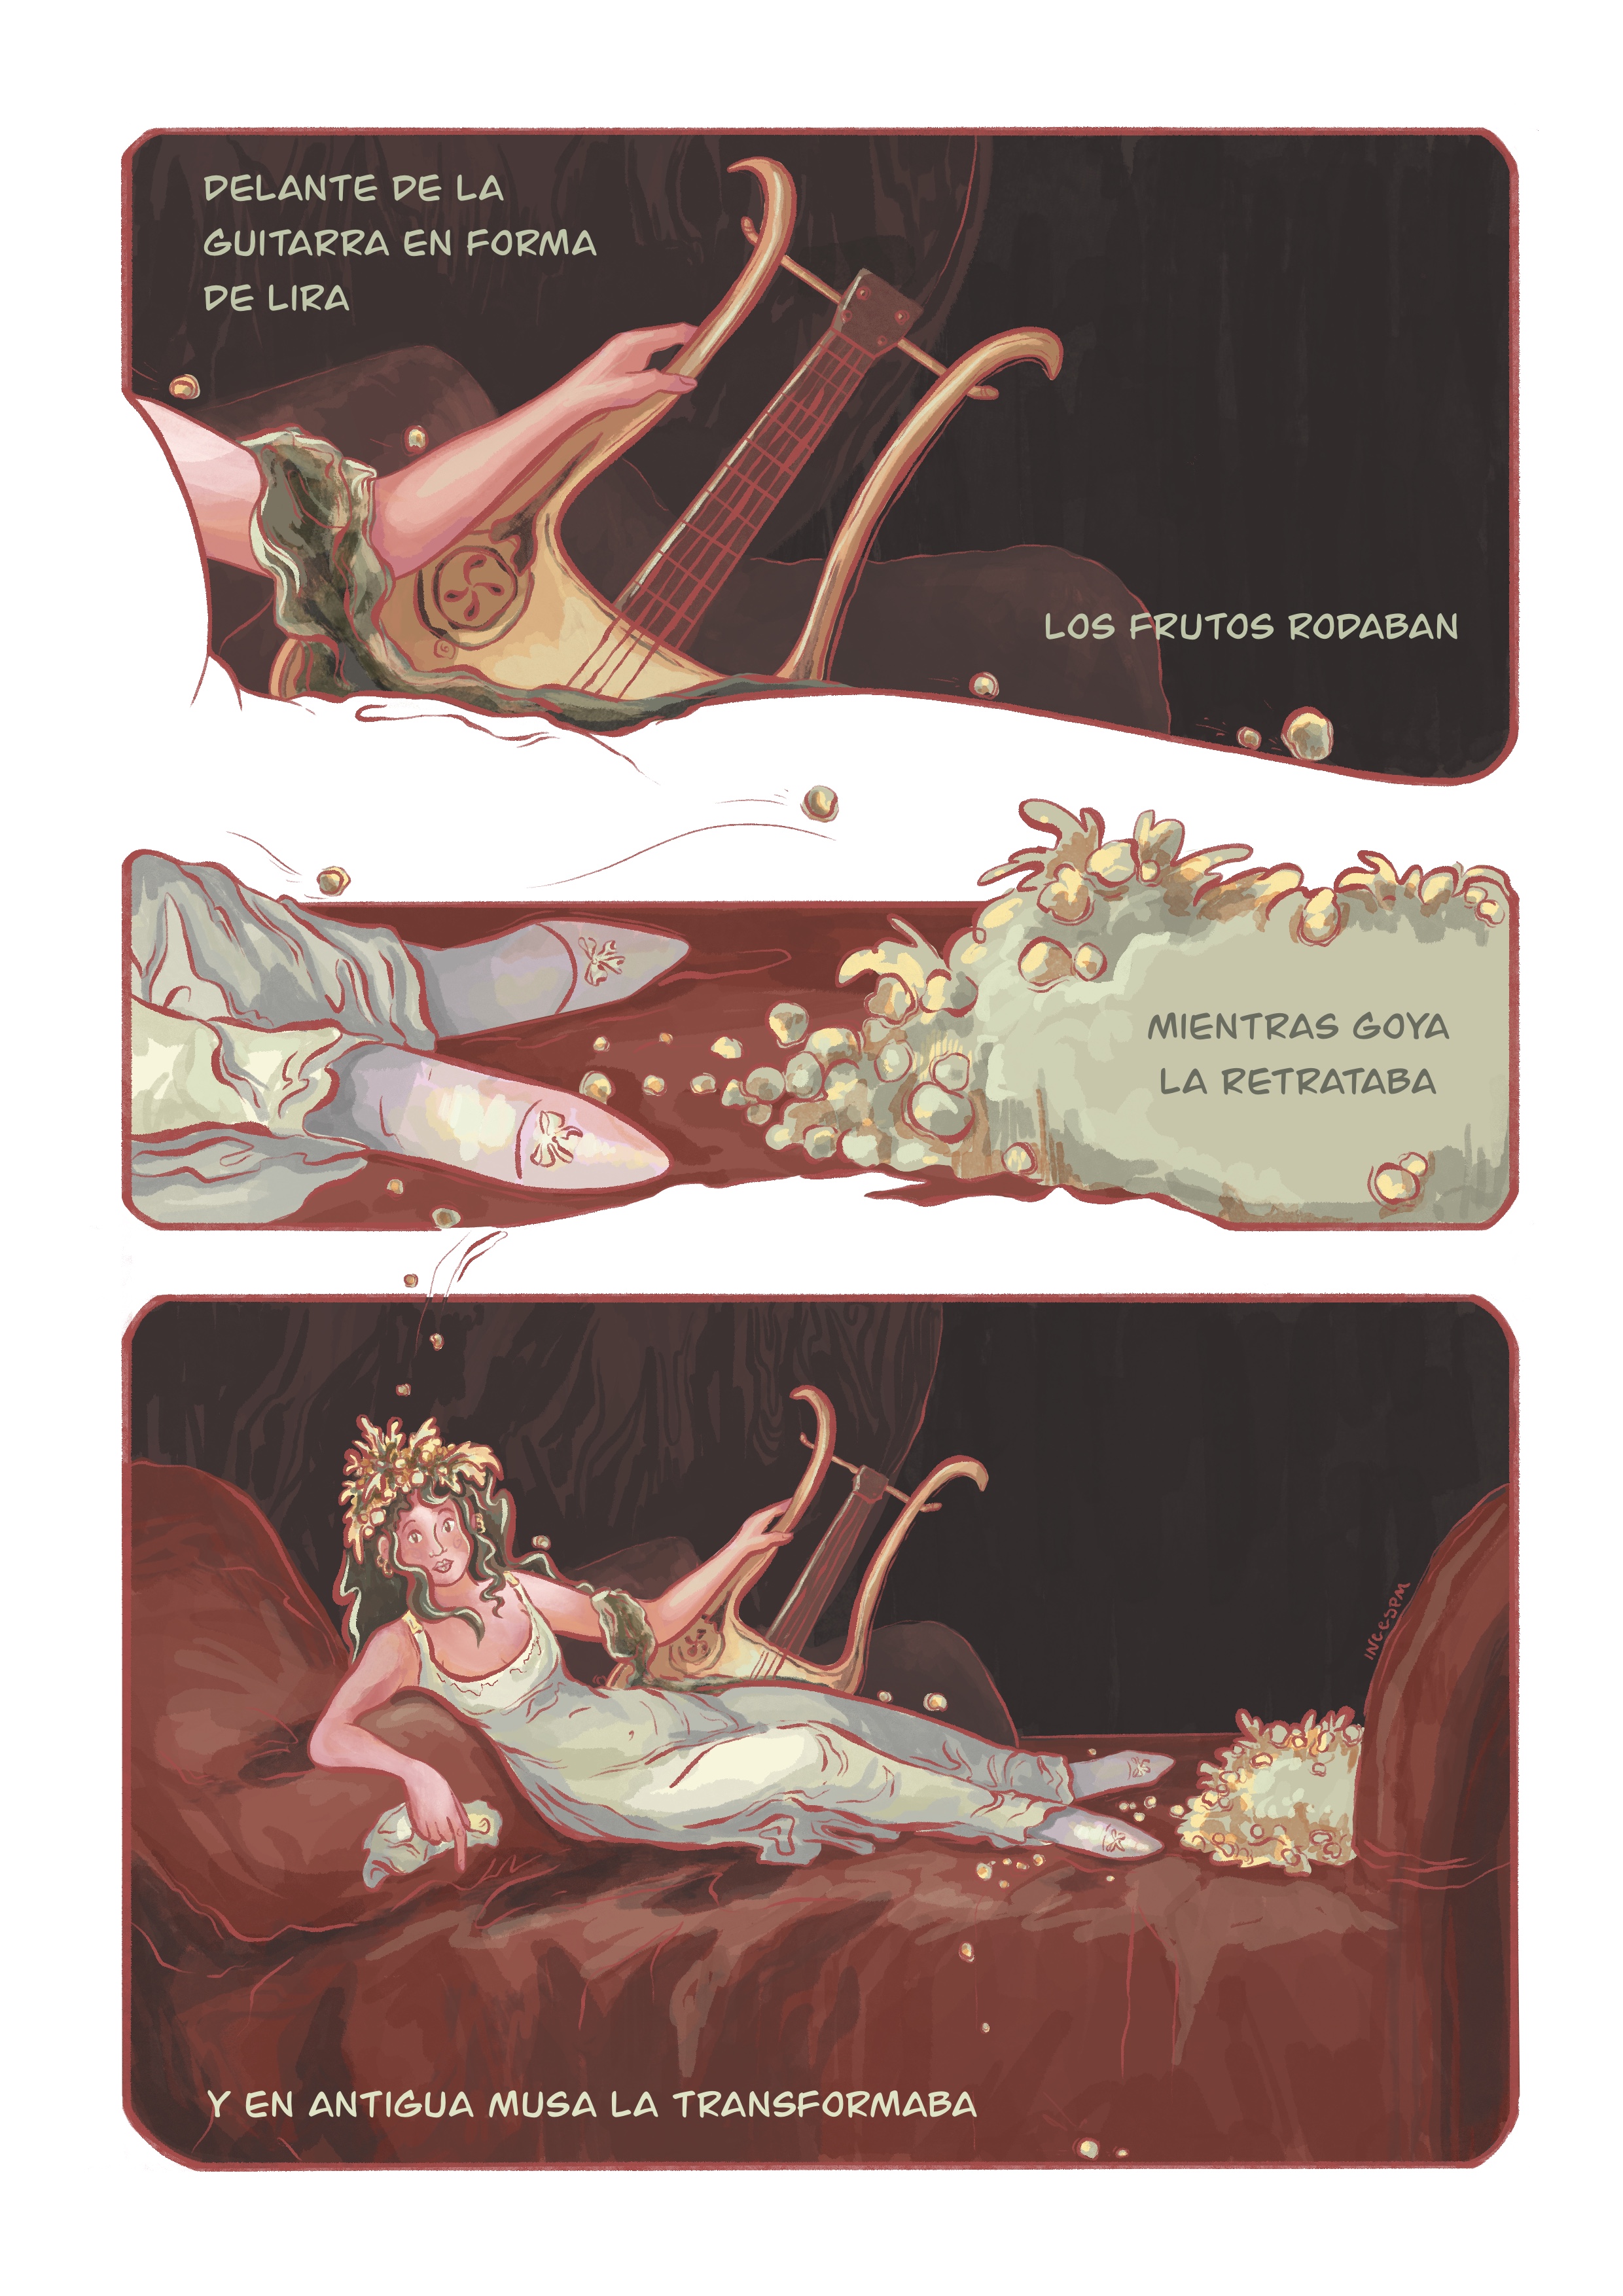 DELANTE DE LA
GUITARRA EN FORMA
DE LIRA
LOS FRUTOS RODABAN
MIENTRAS GOYA
LA RETRATABA
INCESPM
Y EN ANTIGUA MUSA LA TRANSFORMABA